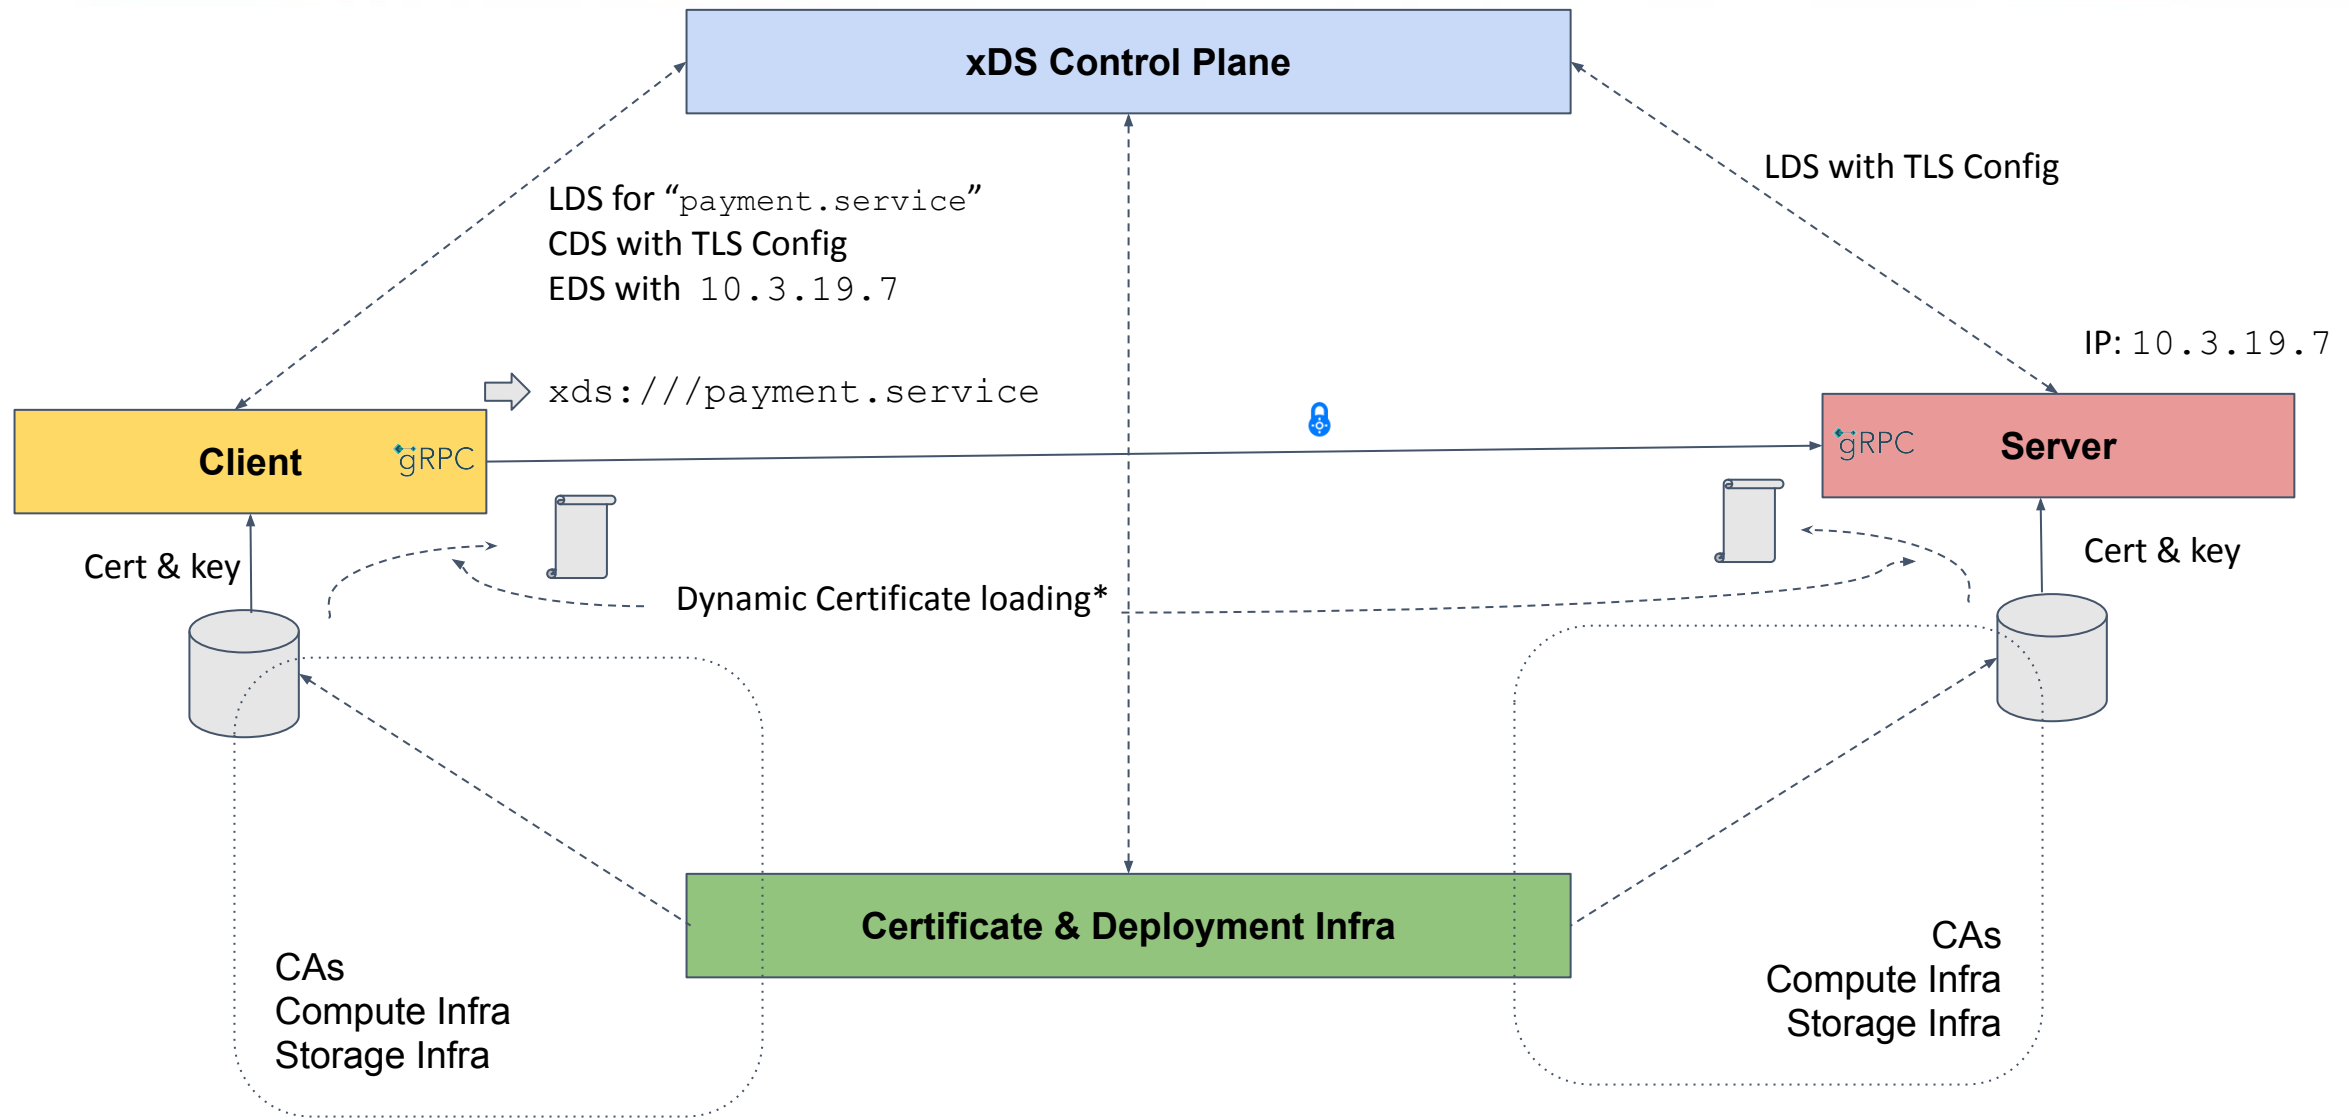 xDS Control Plane
LDS with TLS Config
LDS for “payment.service”
CDS with TLS Config
EDS with 10.3.19.7
IP: 10.3.19.7
xds:///payment.service
Client
gRPC
gRPC
Server
Cert & key
Cert & key
Dynamic Certificate loading*
Certificate & Deployment Infra
CAs
Compute Infra
Storage Infra
CAs
Compute Infra
Storage Infra